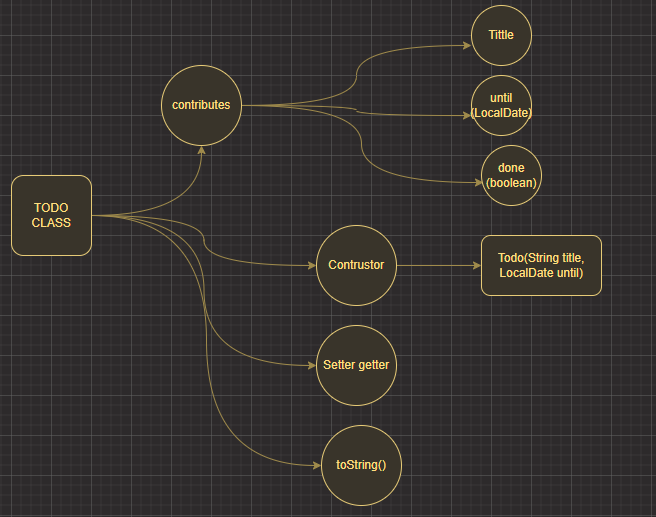 Tittle
contributes
until
(LocalDate)
done
(boolean)
TODO
CLASS
Contrustor
Todo(String title,
LocalDate until)
Setter getter
toString()